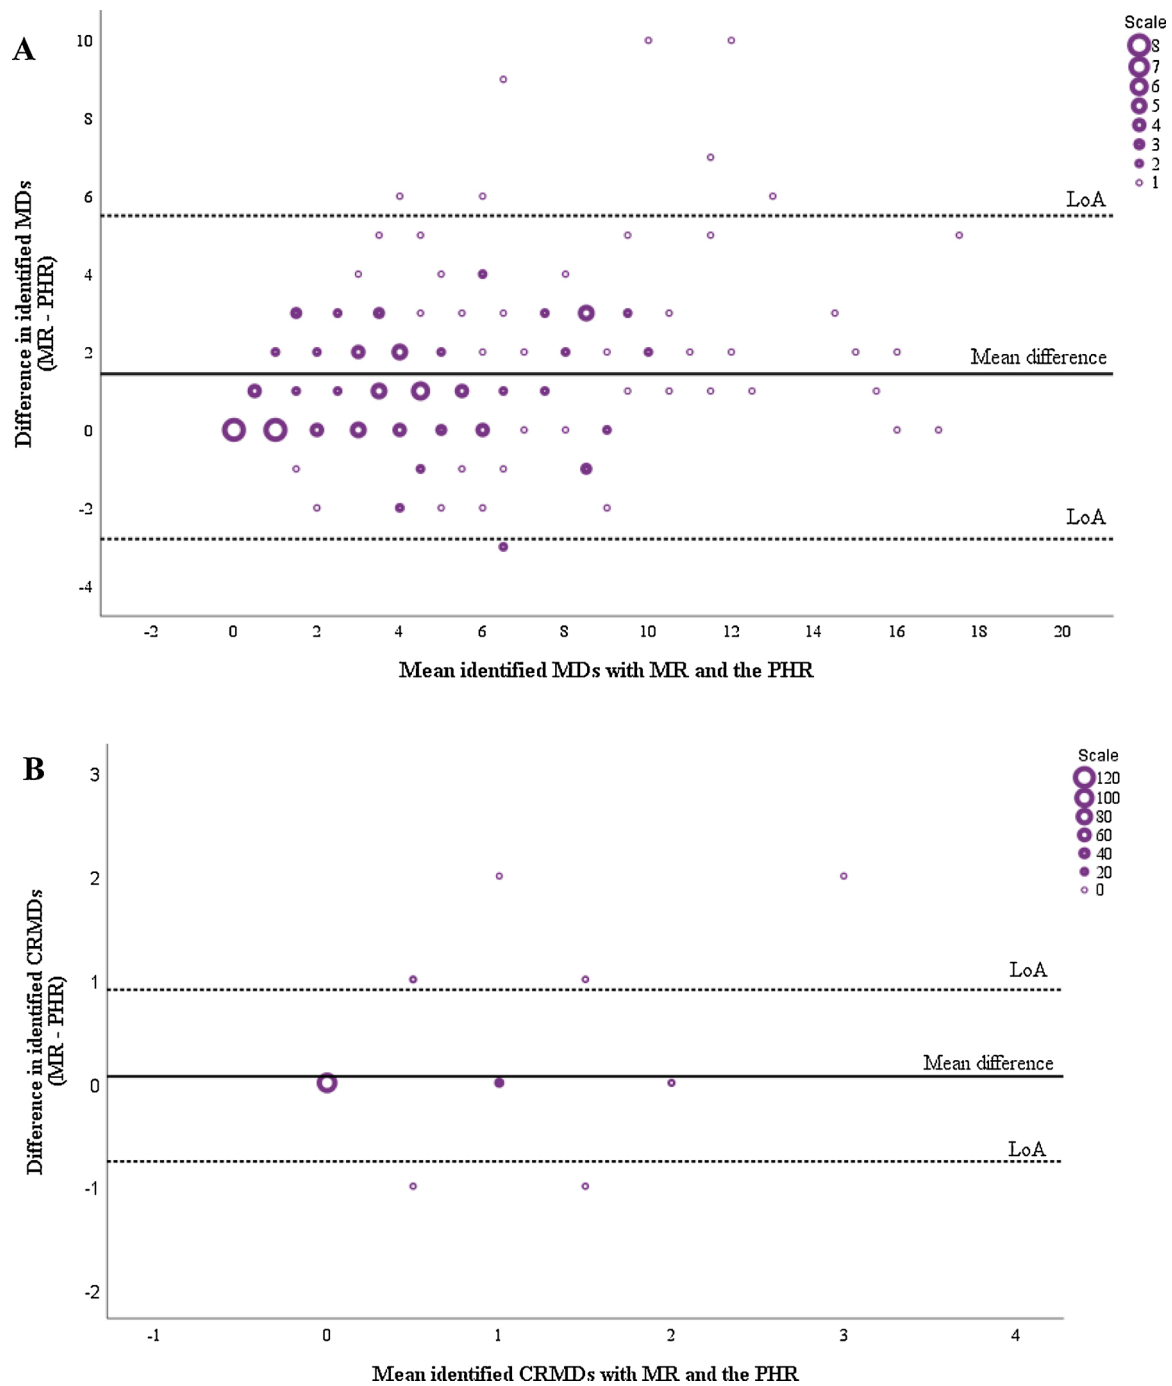 A
Scale
8
7
6
5
4
3
2
1
10
8
6
4
2
0
-2
-4
Difference in identified MDs
(MR - PHR)
LoA
Mean difference
LoA
-2 0 2 4 6 8 10 12 14 16 18 20
Mean identified MDs with MR and the PHR
B
Scale
120
100
80
60
40
20
0
3
2
1
0
-1
-2
Difference in identified CRMDs
(MR - PHR)
LoA
Mean difference
LoA
-1 0 1 2 3 4
Mean identified CRMDs with MR and the PHR